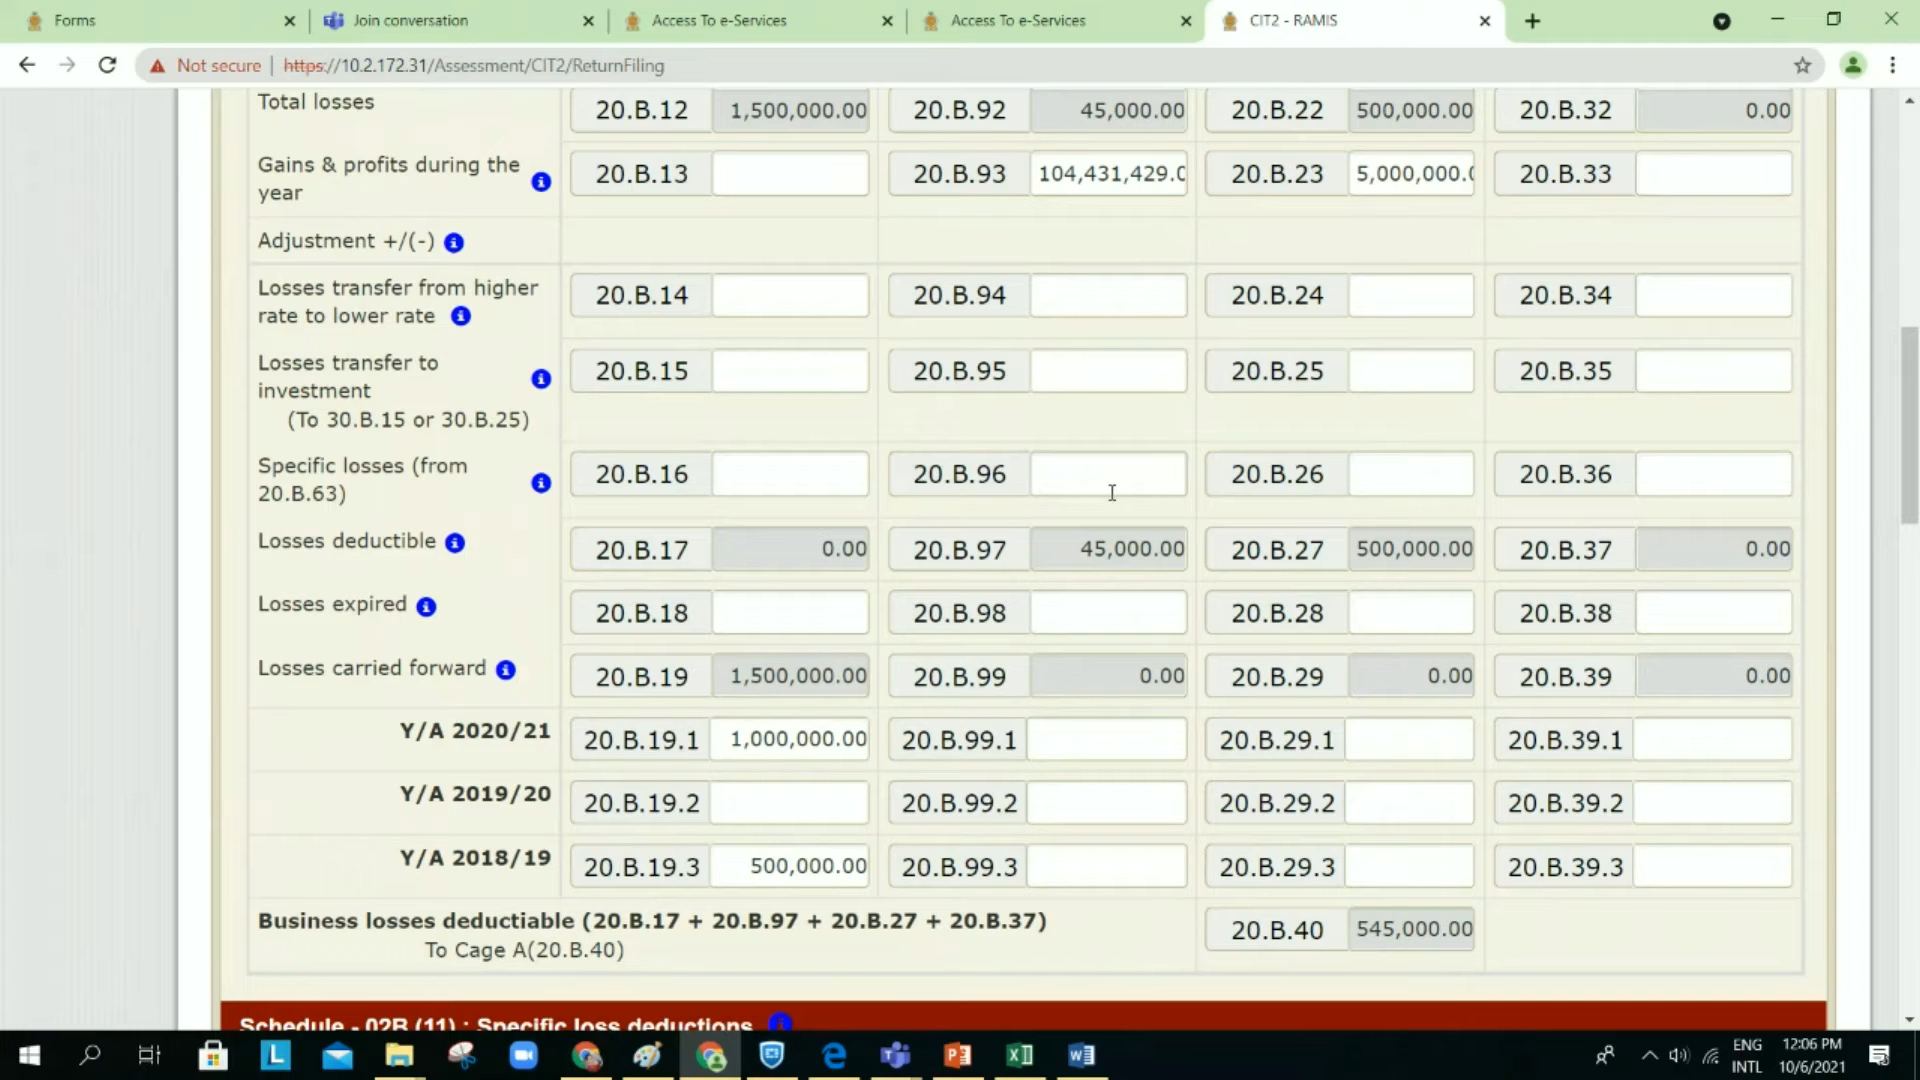 Forms
Join conversation
Access To e-Services
Access To e-Services
CIT2 - RAMIS
Not secure
https://10.2.172.31/Assessment/CIT2/ReturnFiling
Total losses
20.B.12 1,500,000.00 20.B.92 45,000.00 20.B.22 500,000.00 20.B.32 0.00
Gains & profits during the
year
20.B.13 20.B.93 104,431,429.0 20.B.23 5,000,000.0 20.B.33
Adjustment +/(-)
Losses transfer from higher
rate to lower rate
20.B.14 20.B.94 20.B.24 20.B.34
Losses transfer to
investment
(To 30.B.15 or 30.B.25)
20.B.15 20.B.95 20.B.25 20.B.35
Specific losses (from
20.B.63)
20.B.16 20.B.96 20.B.26 20.B.36
Losses deductible 20.B.17 0.00 20.B.97 45,000.00 20.B.27 500,000.00 20.B.37 0.00
Losses expired 20.B.18 20.B.98 20.B.28 20.B.38
Losses carried forward 20.B.19 1,500,000.00 20.B.99 0.00 20.B.29 0.00 20.B.39 0.00
Y/A 2020/21 20.B.19.1 1,000,000.00 20.B.99.1 20.B.29.1 20.B.39.1
Y/A 2019/20 20.B.19.2 20.B.99.2 20.B.29.2 20.B.39.2
Y/A 2018/19 20.B.19.3 500,000.00 20.B.99.3 20.B.29.3 20.B.39.3
Business losses deductiable (20.B.17 + 20.B.97 + 20.B.27 + 20.B.37)
To Cage A(20.B.40)
20.B.40 545,000.00
Schedule - 02B (11) : Specific loss deductions
ENG
INTL
12:06 PM
10/6/2021